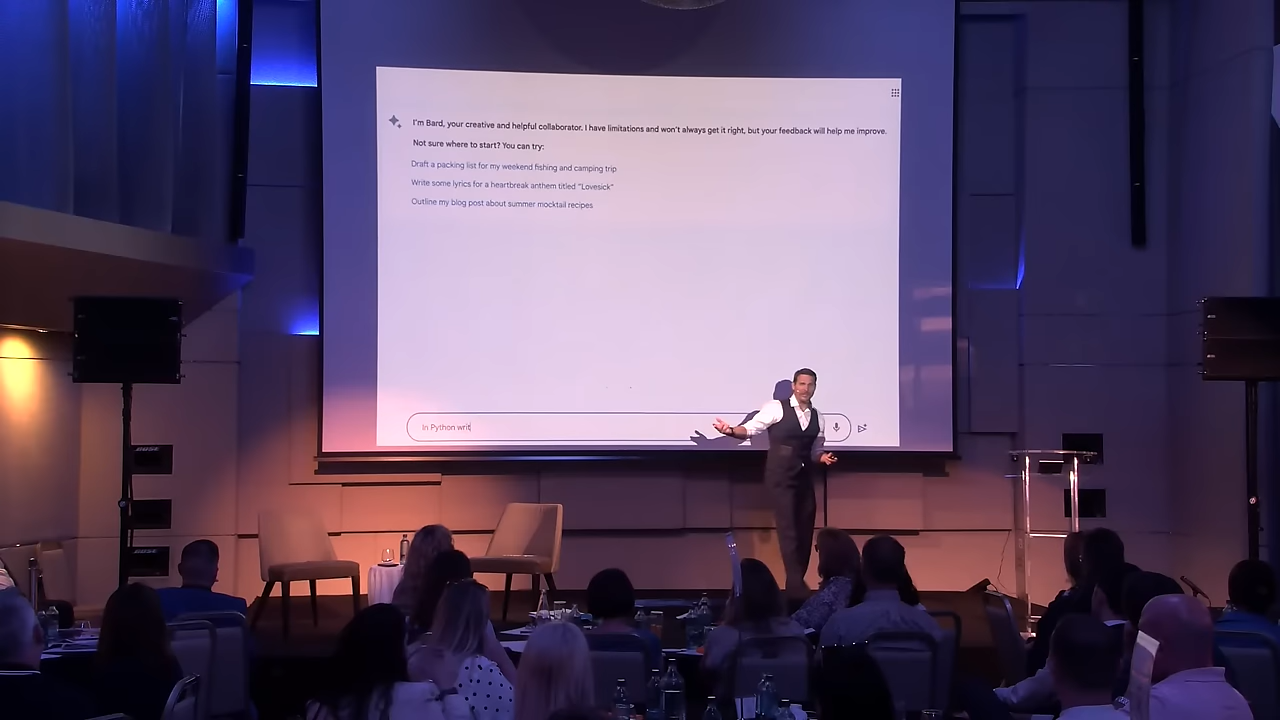 I'm Bard, your creative and helpful collaborator. I have limitations and won't always get it right, but your feedback will help me improve.
Not sure where to start? You can try:
Draft a packing list for my weekend fishing and camping trip
Write some lyrics for a heartbreak anthem titled "Lovesick"
Outline my blog post about summer mocktail recipes
In Python writ
BOSE
BOSE